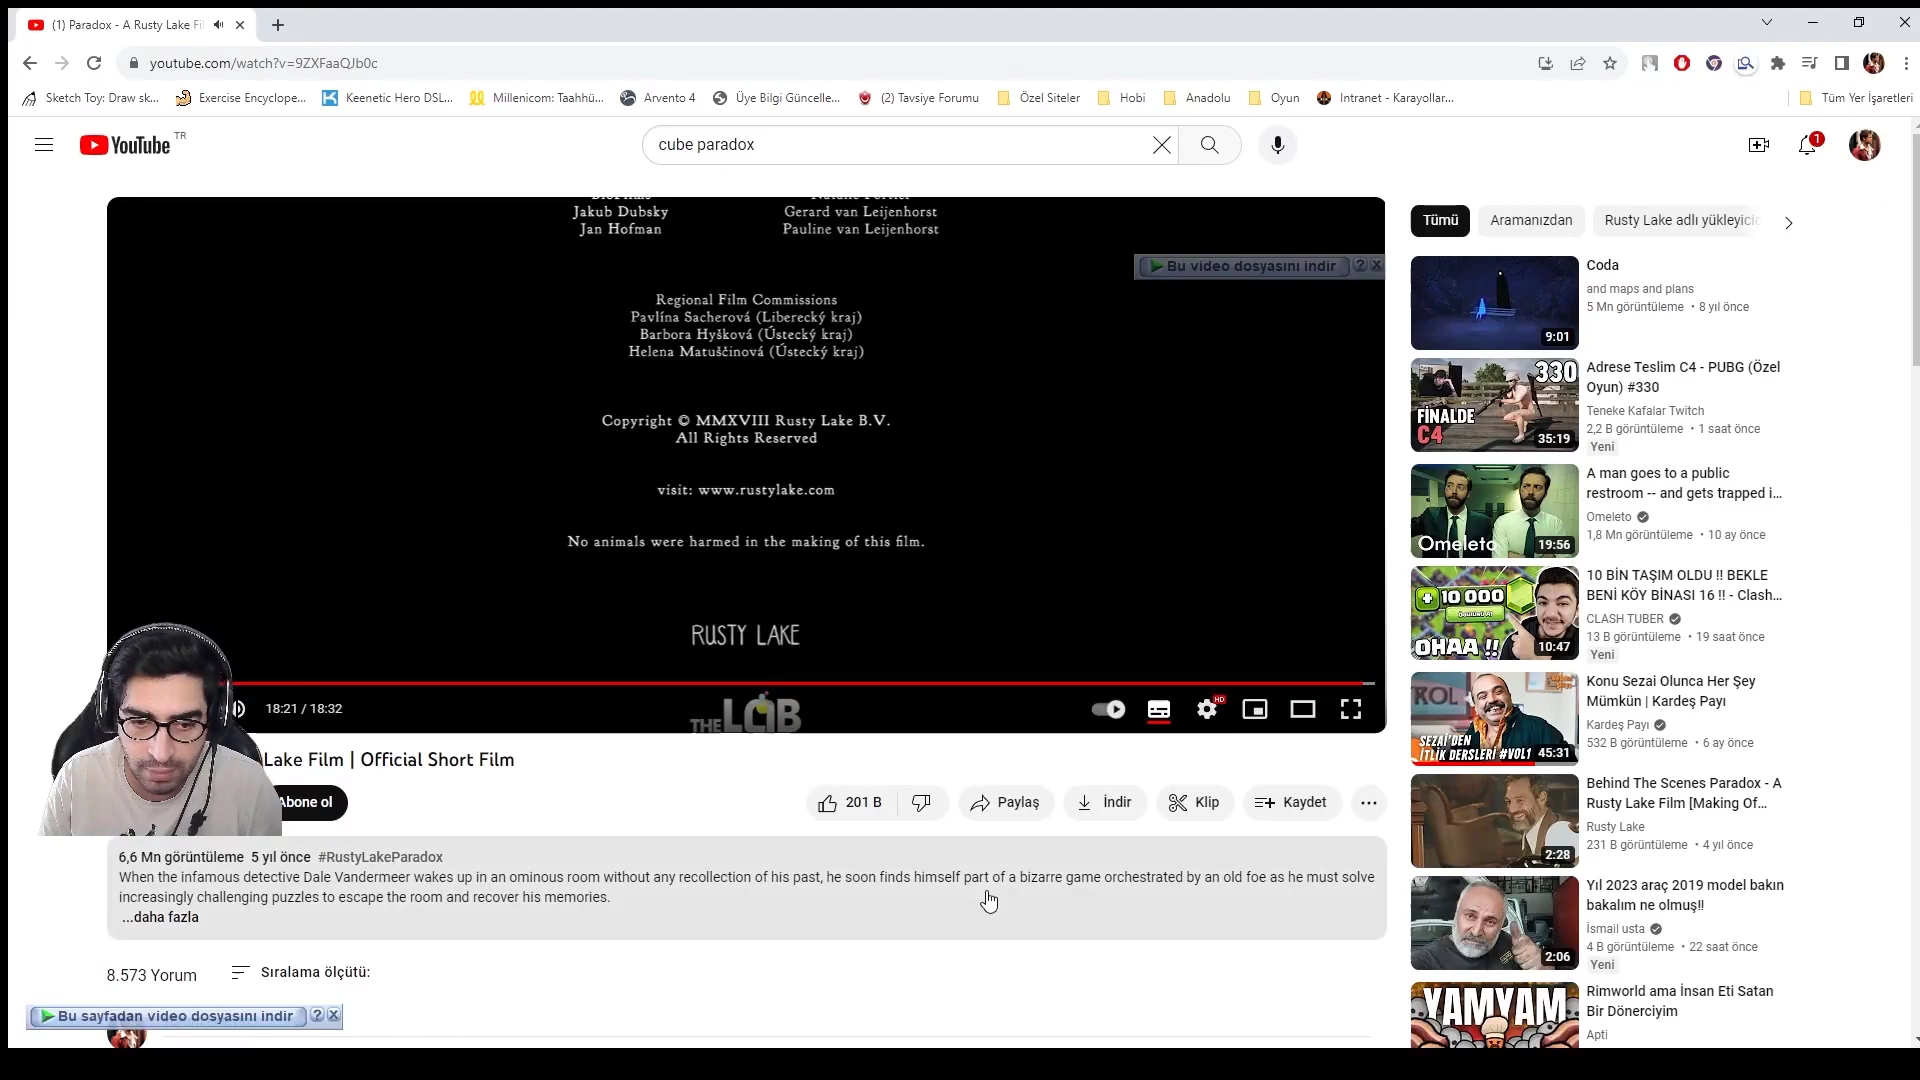 (1) Paradox - A Rusty Lake Fi
youtube.com/watch?v=9ZXFaaQJb0c
Sketch Toy: Draw sk...
Exercise Encyclope...
Keenetic Hero DSL...
Millenicom: Taahhü...
Arvento 4
Üye Bilgi Güncelle...
(2) Tavsiye Forumu
Özel Siteler
Hobi
Anadolu
Oyun
Intranet - Karayollar...
Tüm Yer İşaretleri
YouTube TR
cube paradox
1
Jakub Dubsky
Jan Hofman
Gerard van Leijenhorst
Pauline van Leijenhorst
Bu video dosyasını indir ? X
Regional Film Commissions
Pavlína Sacherová (Liberecký kraj)
Barbora Hyšková (Ústecký kraj)
Helena Matuščinová (Ústecký kraj)
Copyright © MMXVIII Rusty Lake B.V.
All Rights Reserved
visit: www.rustylake.com
No animals were harmed in the making of this film.
RUSTY LAKE
THE LAB
18:21 / 18:32
HD
Lake Film | Official Short Film
Abone ol
201 B
Paylaş
İndir
Klip
Kaydet
6,6 Mn görüntüleme 5 yıl önce #RustyLakeParadox
When the infamous detective Dale Vandermeer wakes up in an ominous room without any recollection of his past, he soon finds himself part of a bizarre game orchestrated by an old foe as he must solve
increasingly challenging puzzles to escape the room and recover his memories.
...daha fazla
8.573 Yorum
Sıralama ölçütü:
Bu sayfadan video dosyasını indir ? X
Tümü
Aramanızdan
Rusty Lake adlı yükleyici
9:01
Coda
and maps and plans
5 Mn görüntüleme • 8 yıl önce
330
FİNALDE
C4
35:19
Adrese Teslim C4 - PUBG (Özel
Oyun) #330
Teneke Kafalar Twitch
2,2 B görüntüleme • 1 saat önce
Yeni
Omeleto
19:56
A man goes to a public
restroom -- and gets trapped i...
Omeleto
1,8 Mn görüntüleme • 10 ay önce
+10 000
OHAA !!
10:47
10 BİN TAŞIM OLDU !! BEKLE
BENİ KÖY BİNASI 16 !! - Clash...
CLASH TUBER
13 B görüntüleme • 19 saat önce
Yeni
SEZAİ'DEN
İTLİK DERSLERİ #VOL1
45:31
Konu Sezai Olunca Her Şey
Mümkün | Kardeş Payı
Kardeş Payı
532 B görüntüleme • 6 ay önce
2:28
Behind The Scenes Paradox - A
Rusty Lake Film [Making Of...
Rusty Lake
231 B görüntüleme • 4 yıl önce
2:06
Yıl 2023 araç 2019 model bakın
bakalım ne olmuş!!
İsmail usta
4 B görüntüleme • 22 saat önce
Yeni
YAMYAM
Rimworld ama İnsan Eti Satan
Bir Dönerciyim
Apti